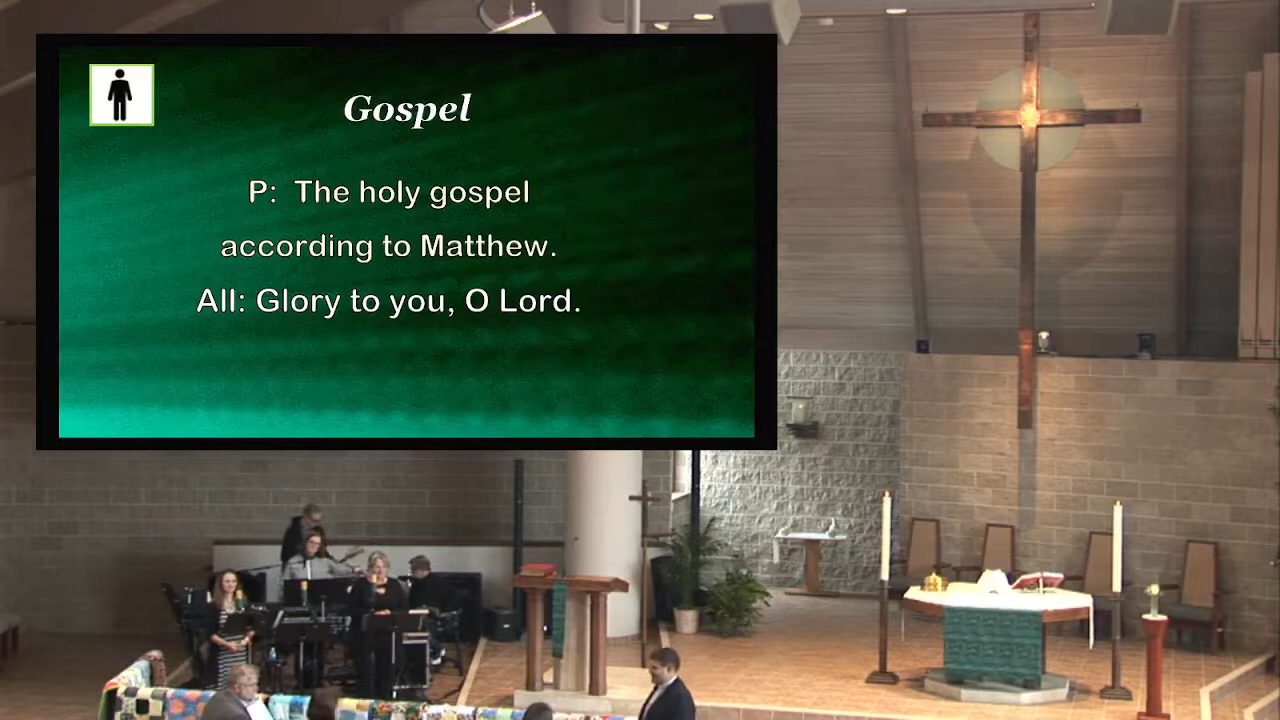 Gospel
P: The holy gospel
according to Matthew.
All: Glory to you, O Lord.